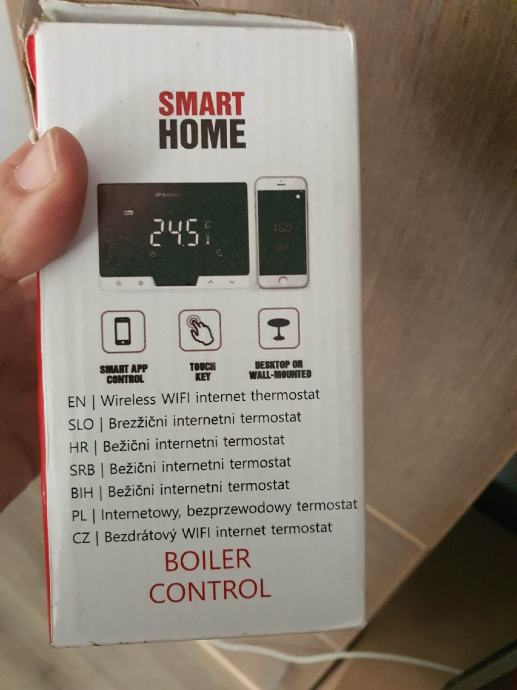 SMART
HOME
24.5
SMART APP
CONTROL
TOUCH
KEY
DESKTOP OR
WALL-MOUNTED
EN | Wireless WIFI internet thermostat
SLO | Brezžični internetni termostat
HR | Bežični internetni termostat
SRB | Bežični internetni termostat
BIH | Bežični internetni termostat
PL | Internetowy, bezprzewodowy termostat
CZ | Bezdrátový WIFI internet termostat
BOILER
CONTROL